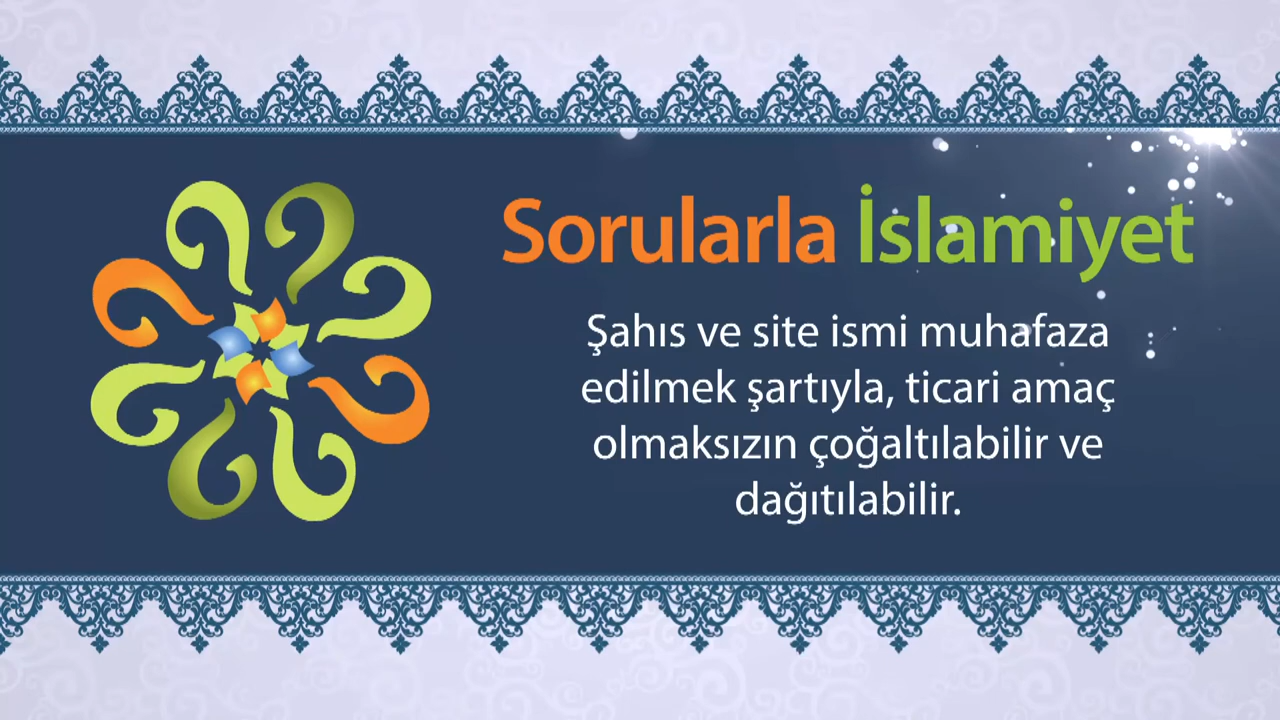 Sorularla İslamiyet
Şahıs ve site ismi muhafaza
edilmek şartıyla, ticari amaç
olmaksızın çoğaltılabilir ve
dağıtılabilir.